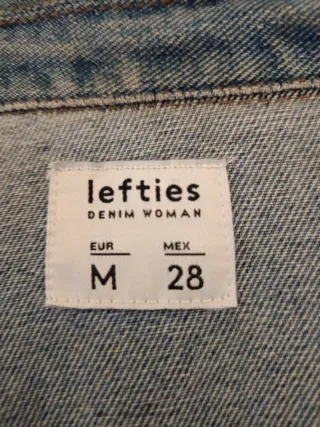 lefties
DENIM WOMAN
EUR MEX
M 28